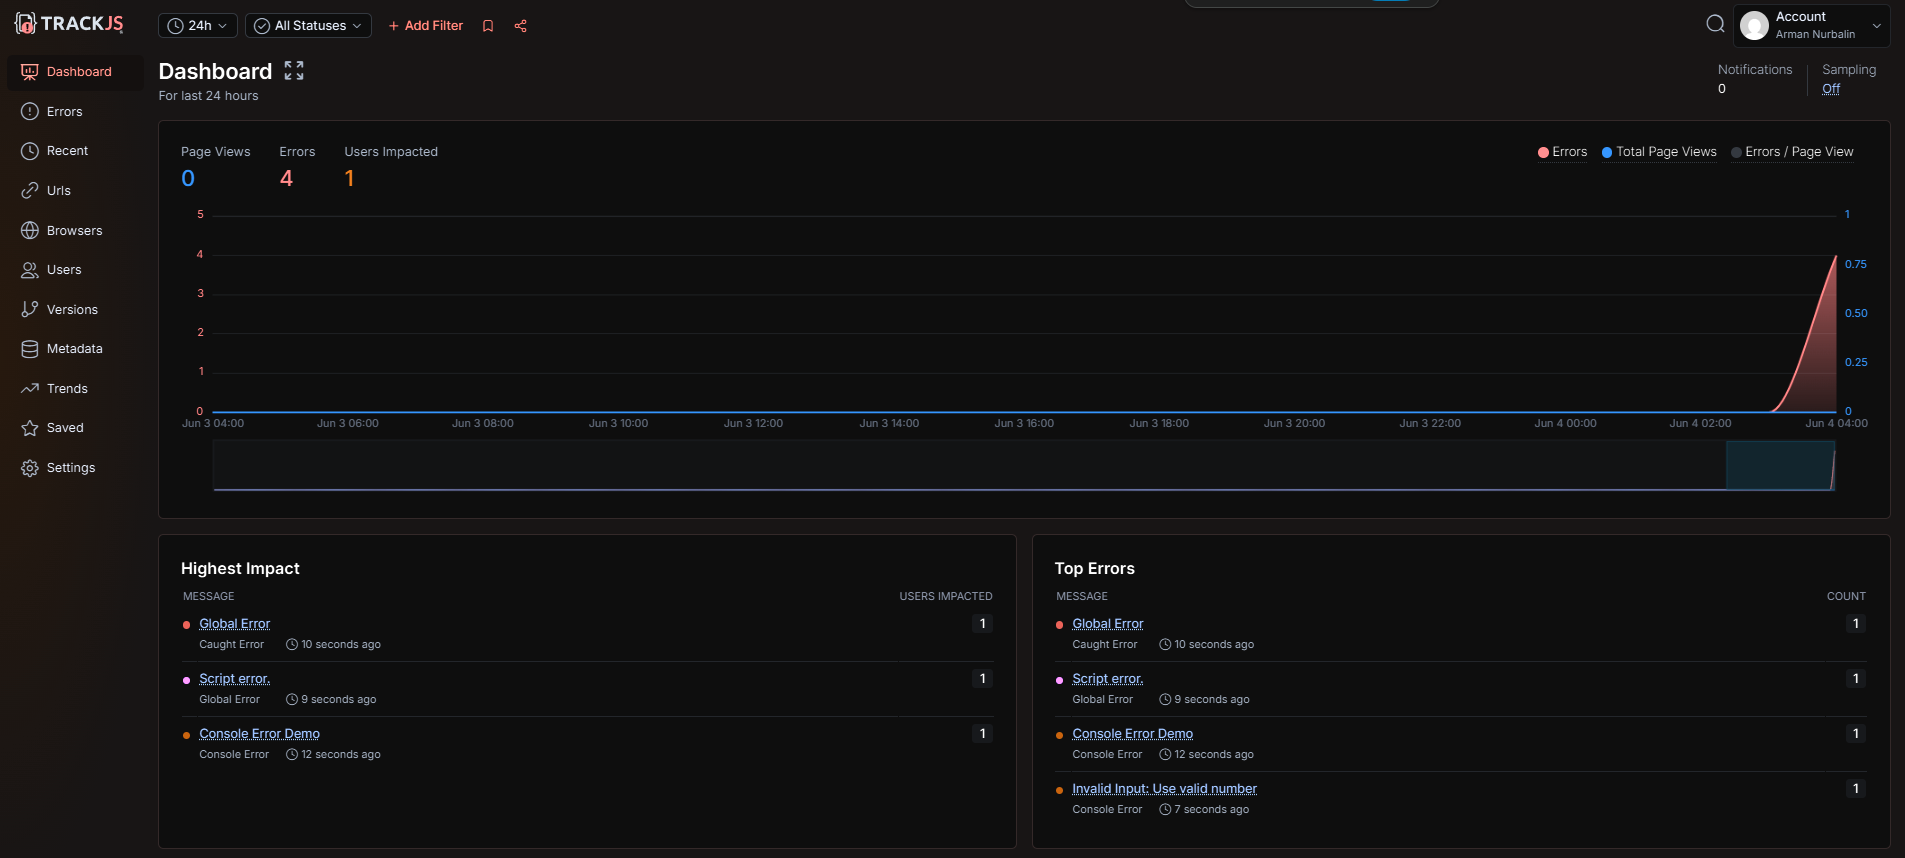 TRACKJS
24h
All Statuses
+ Add Filter
Account
Arman Nurbalin
Dashboard
Errors
Recent
Urls
Browsers
Users
Versions
Metadata
Trends
Saved
Settings
Dashboard
For last 24 hours
Notifications
0
Sampling
Off
Page Views
0
Errors
4
Users Impacted
1
Errors
Total Page Views
Errors / Page View
5
4
3
2
1
0
1
0.75
0.50
0.25
0
Jun 3 04:00
Jun 3 06:00
Jun 3 08:00
Jun 3 10:00
Jun 3 12:00
Jun 3 14:00
Jun 3 16:00
Jun 3 18:00
Jun 3 20:00
Jun 3 22:00
Jun 4 00:00
Jun 4 02:00
Jun 4 04:00
Highest Impact
MESSAGE USERS IMPACTED
Global Error 1
Caught Error 10 seconds ago
Script error. 1
Global Error 9 seconds ago
Console Error Demo 1
Console Error 12 seconds ago
Top Errors
MESSAGE COUNT
Global Error 1
Caught Error 10 seconds ago
Script error. 1
Global Error 9 seconds ago
Console Error Demo 1
Console Error 12 seconds ago
Invalid Input: Use valid number 1
Console Error 7 seconds ago